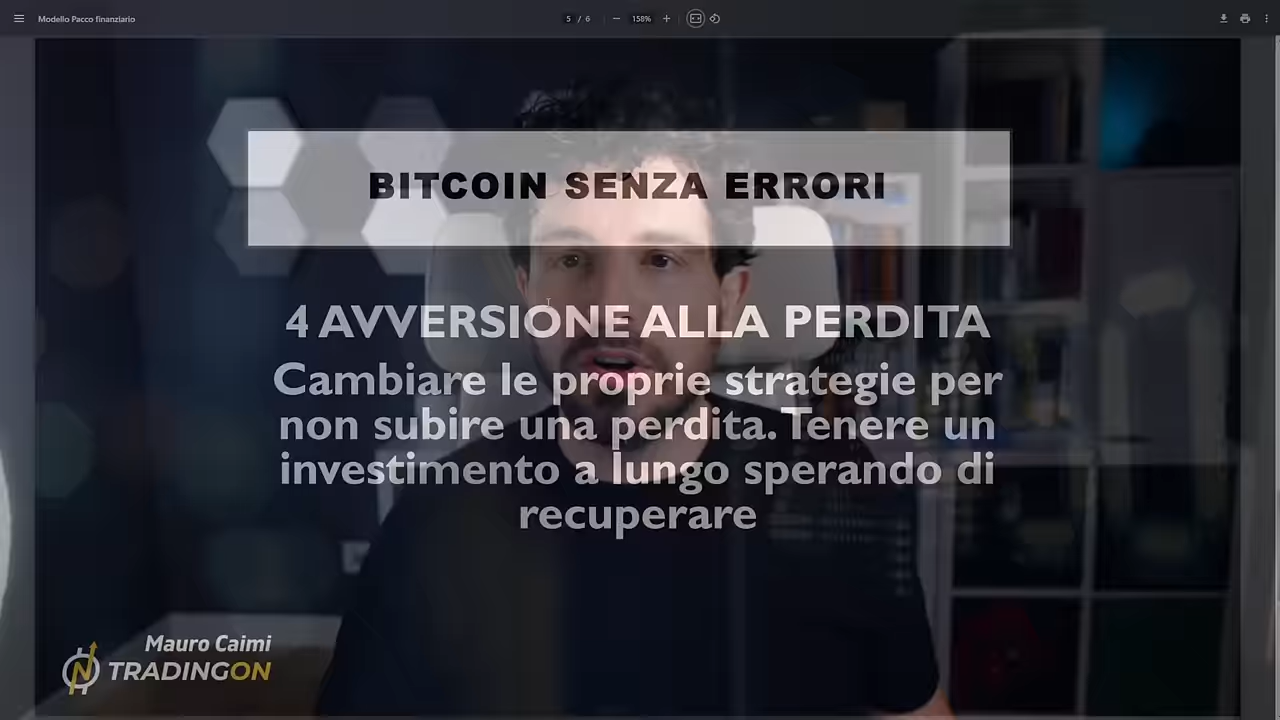 Modello Pacco finanziario
5 / 6
158%
BITCOIN SENZA ERRORI
4 AVVERSIONE ALLA PERDITA
Cambiare le proprie strategie per
non subire una perdita. Tenere un
investimento a lungo sperando di
recuperare
Mauro Caimi
TRADINGON